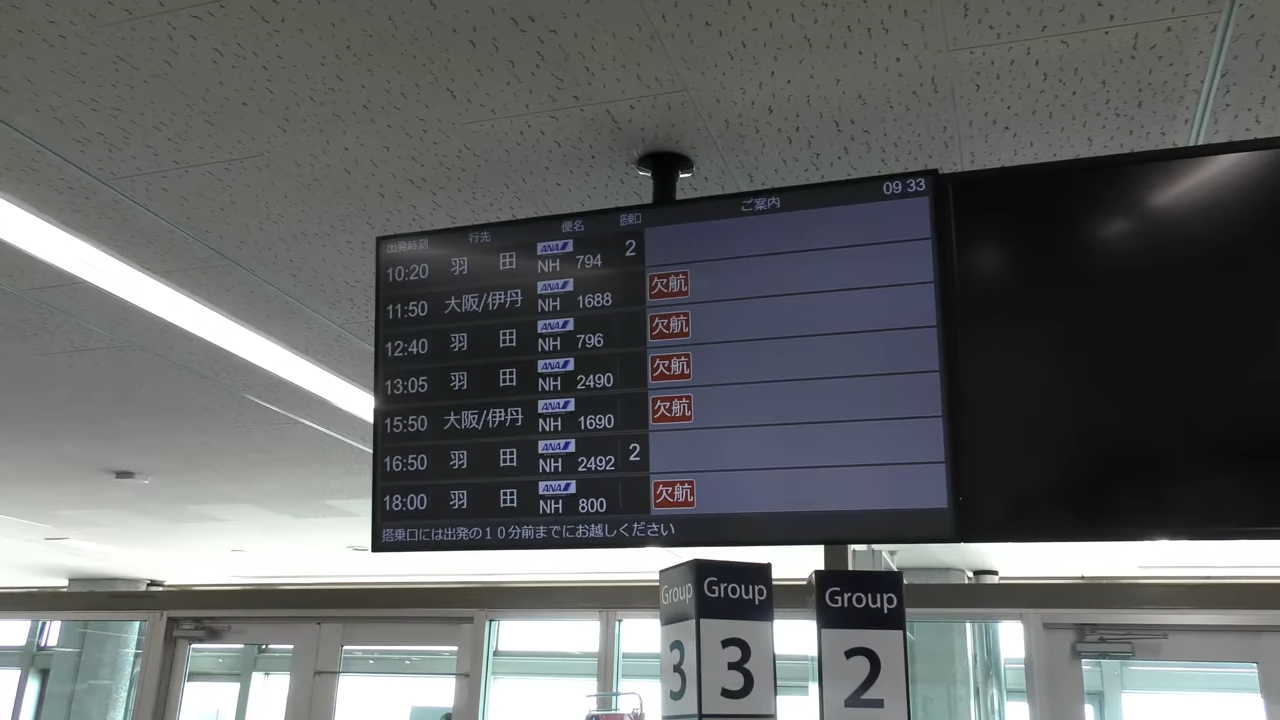 09 33
出発時刻 行先 便名 搭乗口 ご案内
10:20 羽 田 ANA NH 794 2
11:50 大阪/伊丹 ANA NH 1688 欠航
12:40 羽 田 ANA NH 796 欠航
13:05 羽 田 ANA NH 2490 欠航
15:50 大阪/伊丹 ANA NH 1690 欠航
16:50 羽 田 ANA NH 2492 2
18:00 羽 田 ANA NH 800 欠航
搭乗口には出発の10分前までにお越しください
Group Group Group
3 3 2